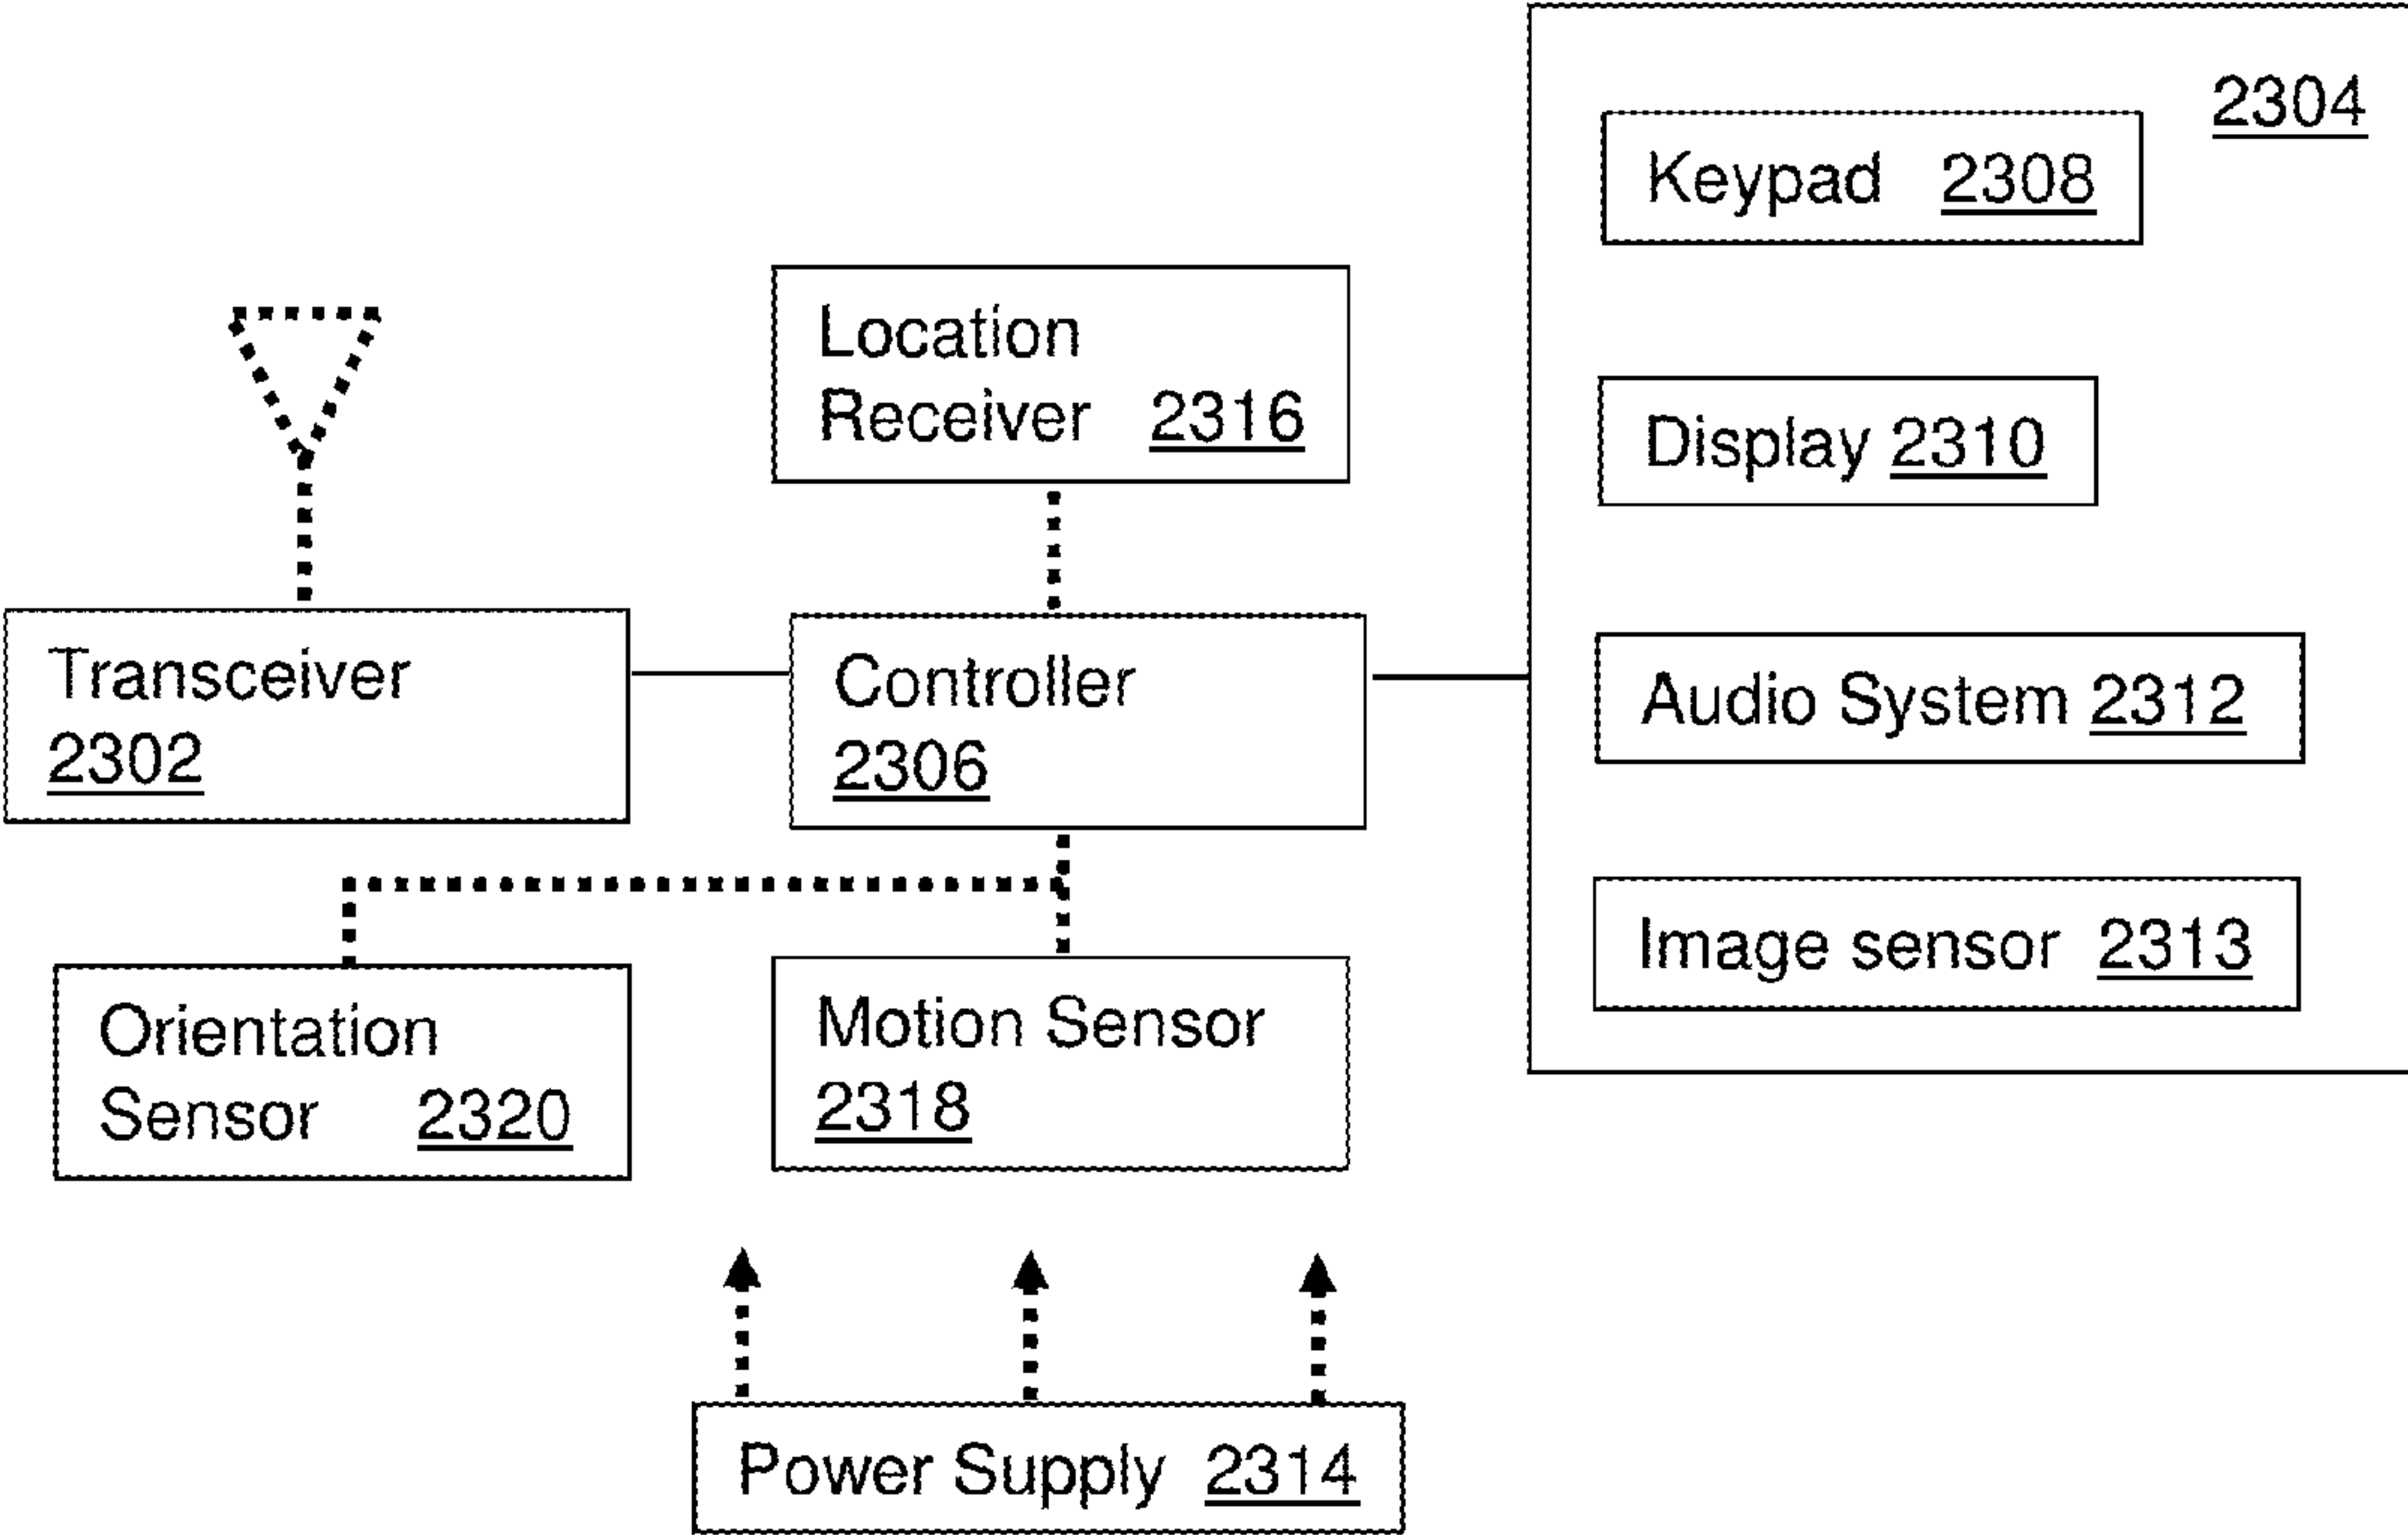 2304
Keypad 2308
Location
Receiver 2316
Display 2310
Transceiver
2302
Controller
2306
Audio System 2312
Image sensor 2313
Orientation
Sensor 2320
Motion Sensor
2318
Power Supply 2314